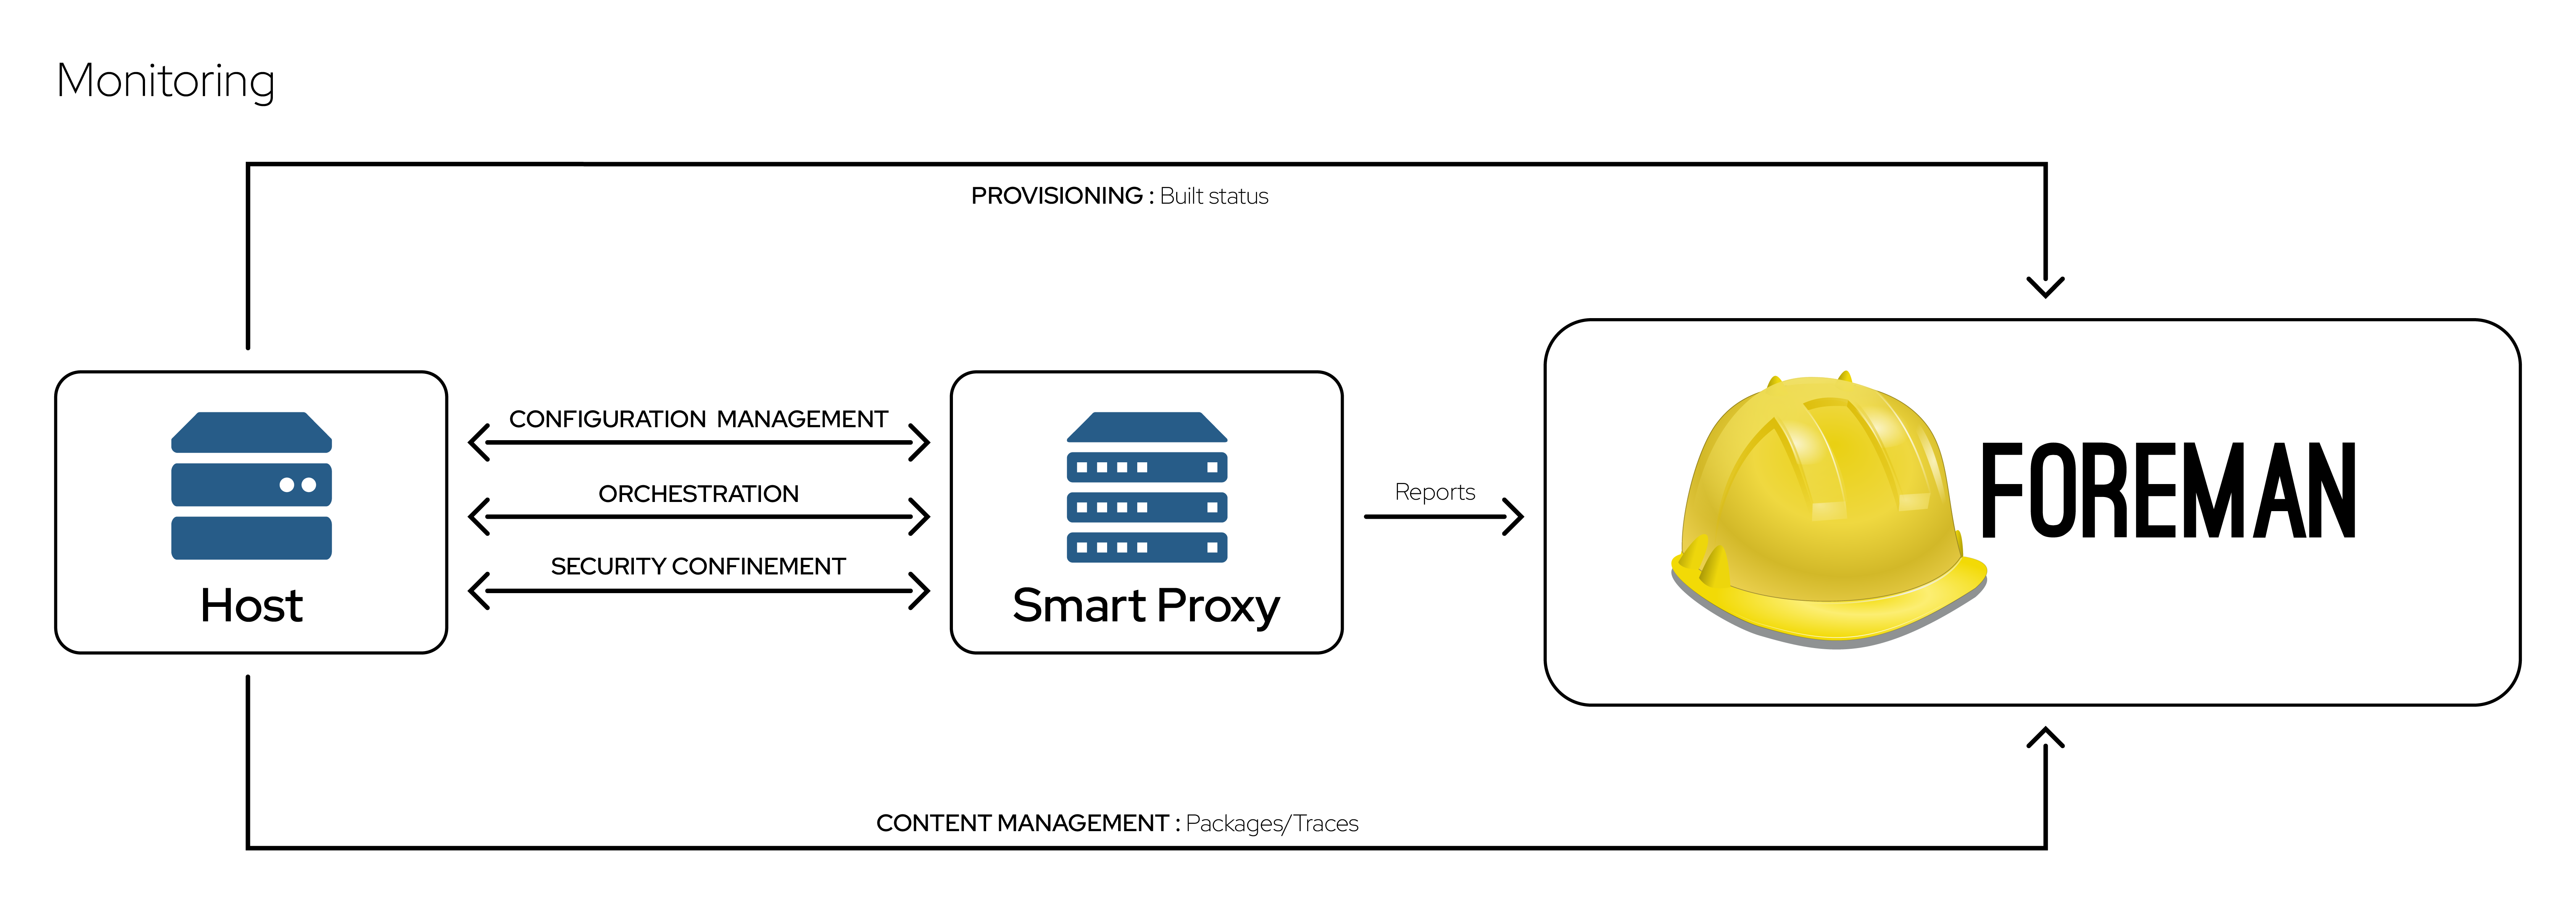 Monitoring
PROVISIONING : Built status
CONFIGURATION MANAGEMENT
ORCHESTRATION
SECURITY CONFINEMENT
Host
Smart Proxy
Reports
FOREMAN
CONTENT MANAGEMENT : Packages/Traces